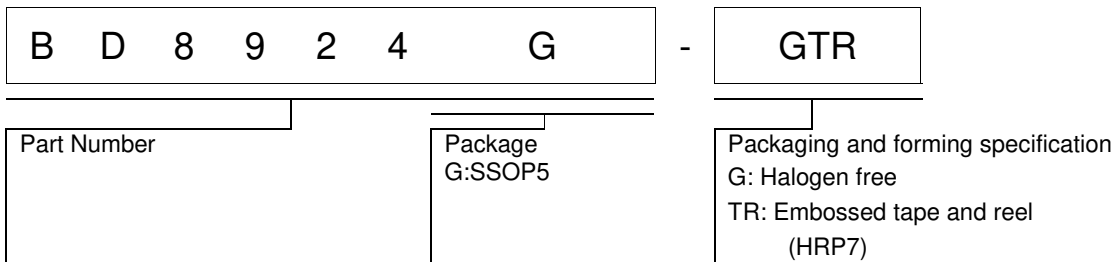 B D 8 9 2 4 G - GTR
Part Number
Package
G:SSOP5
Packaging and forming specification
G: Halogen free
TR: Embossed tape and reel
(HRP7)